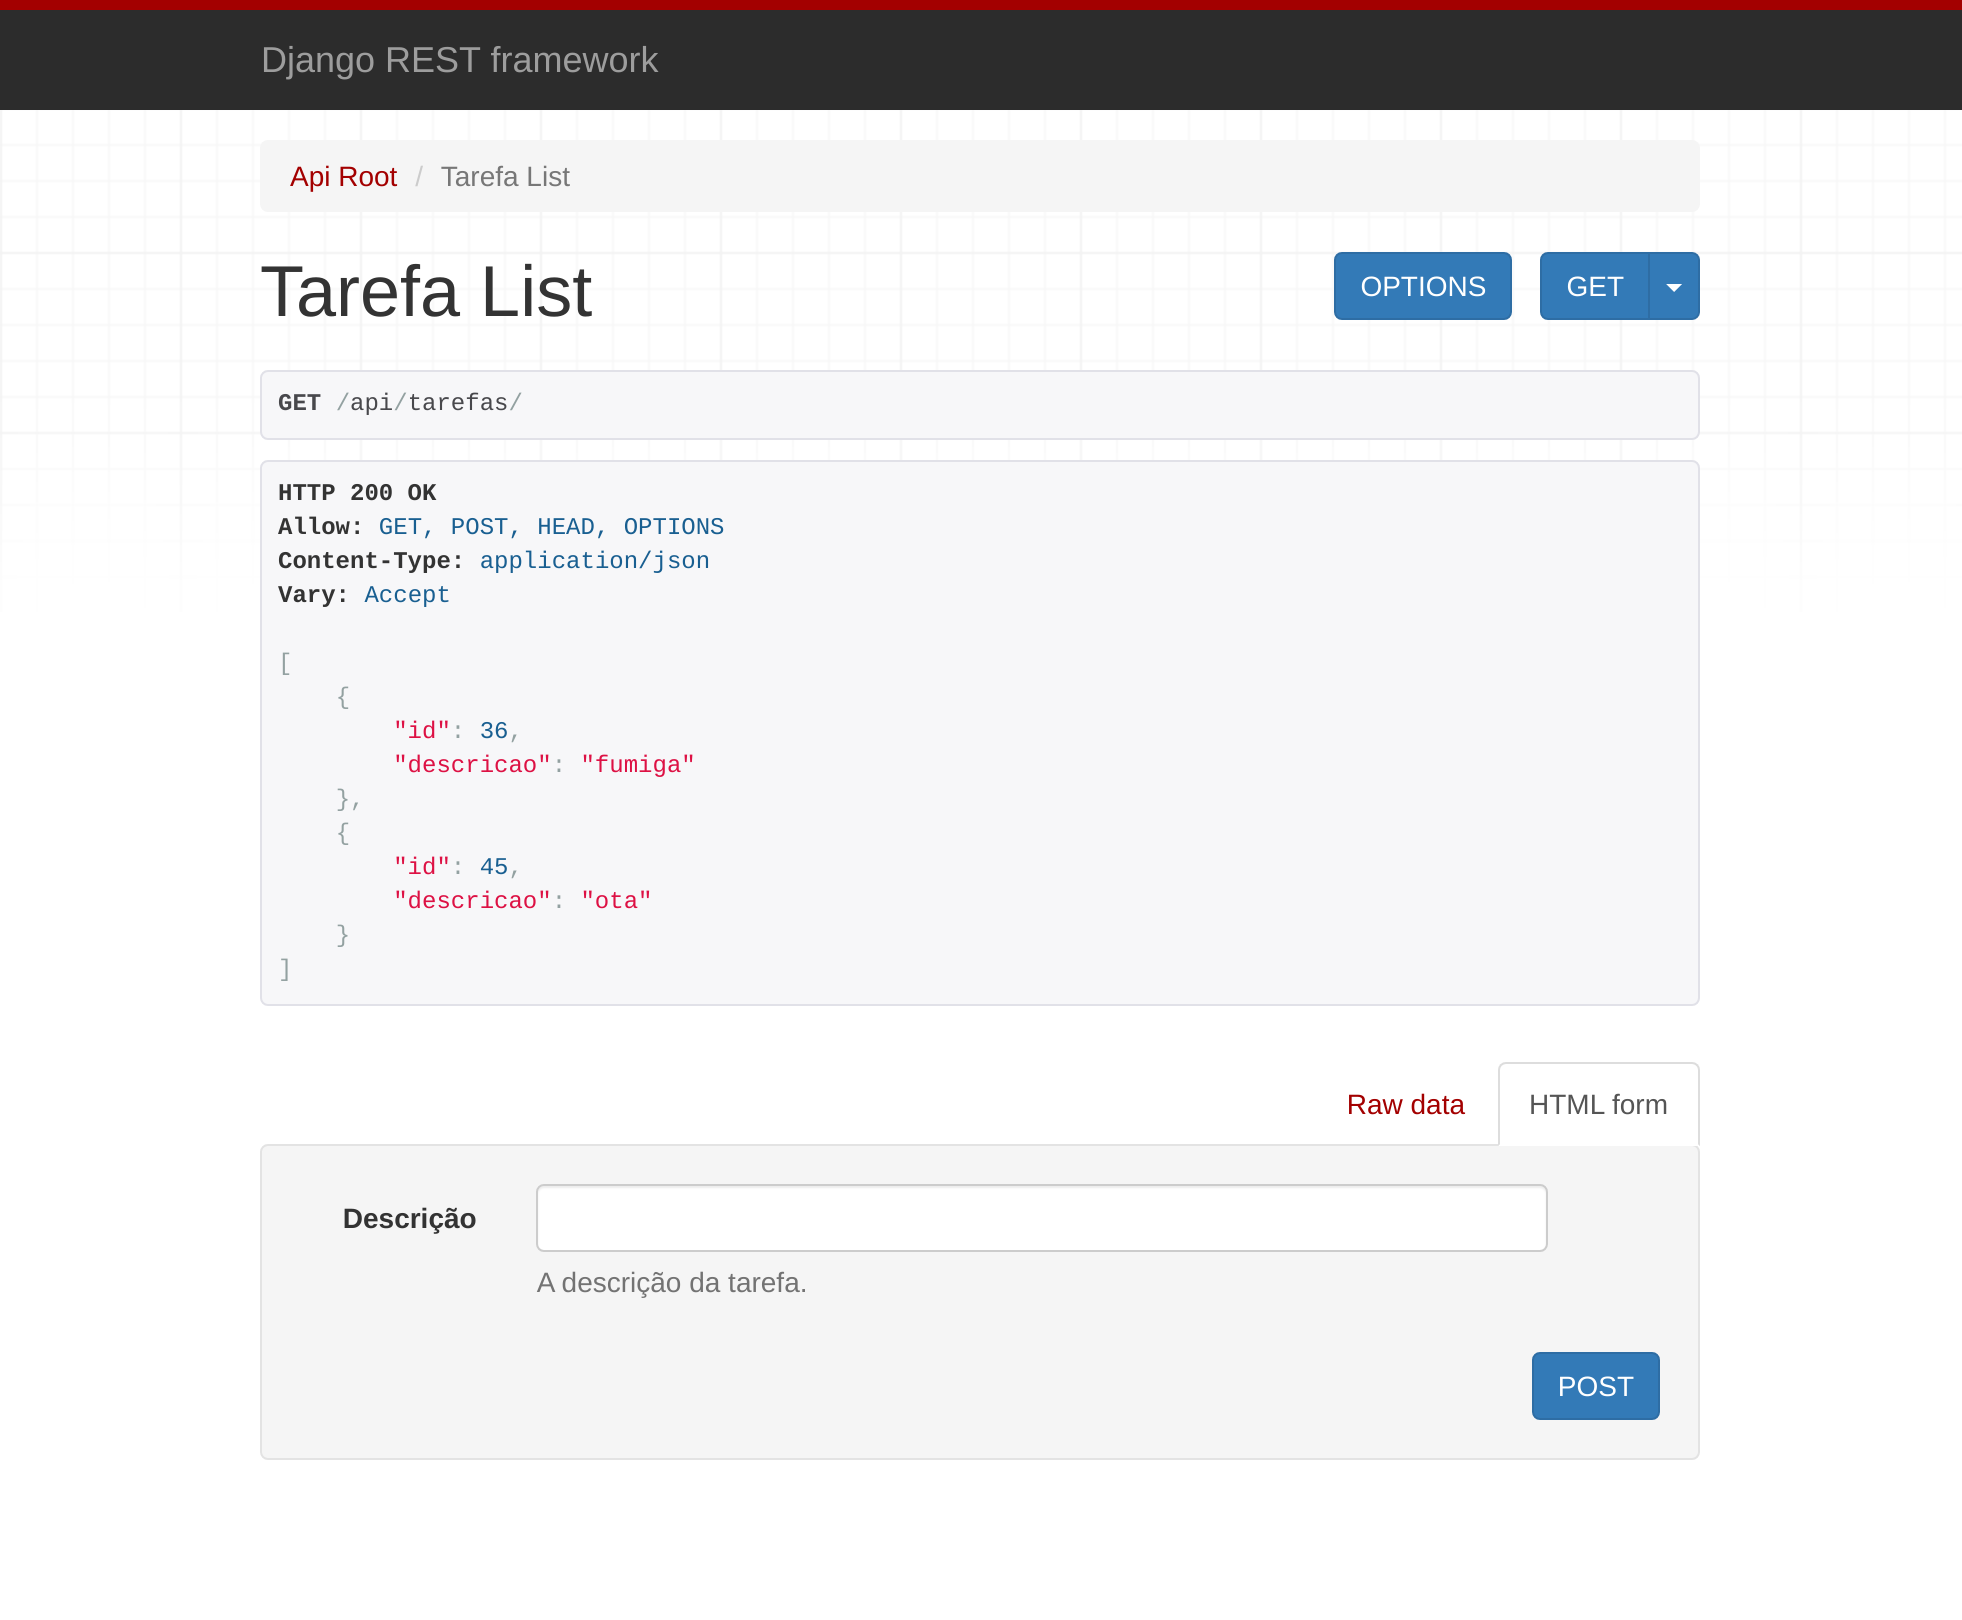 Django REST framework
Api Root / Tarefa List
Tarefa List
OPTIONS
GET
GET /api/tarefas/
HTTP 200 OK
Allow: GET, POST, HEAD, OPTIONS
Content-Type: application/json
Vary: Accept
[
    {
        "id": 36,
        "descricao": "fumiga"
    },
    {
        "id": 45,
        "descricao": "ota"
    }
]
Raw data
HTML form
Descrição
A descrição da tarefa.
POST